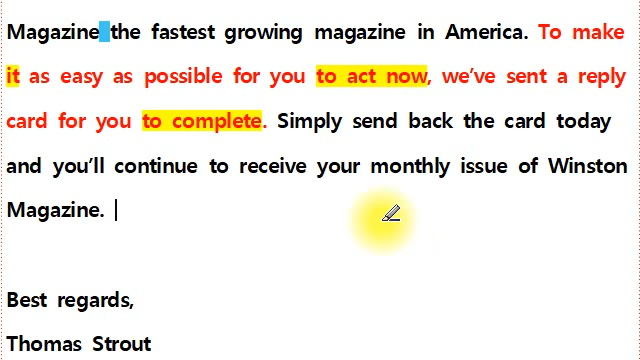 Magazine the fastest growing magazine in America. To make
it as easy as possible for you to act now, we've sent a reply
card for you to complete. Simply send back the card today
and you'll continue to receive your monthly issue of Winston
Magazine.
Best regards,
Thomas Strout